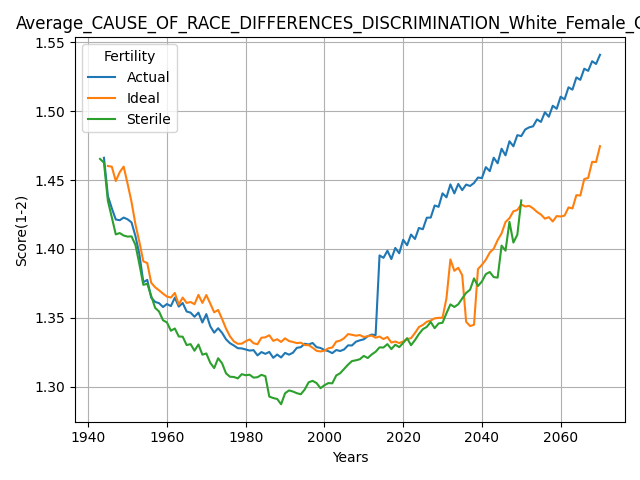 Average_CAUSE_OF_RACE_DIFFERENCES_DISCRIMINATION_White_Female_
Fertility
Actual
Ideal
Sterile
Score(1-2)
1.55
1.50
1.45
1.40
1.35
1.30
1940 1960 1980 2000 2020 2040 2060
Years